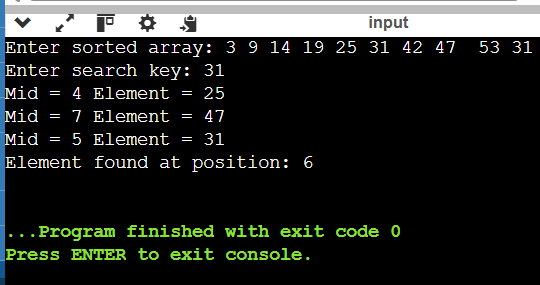 input
Enter sorted array: 3 9 14 19 25 31 42 47  53 31
Enter search key: 31
Mid = 4 Element = 25
Mid = 7 Element = 47
Mid = 5 Element = 31
Element found at position: 6
...Program finished with exit code 0
Press ENTER to exit console.